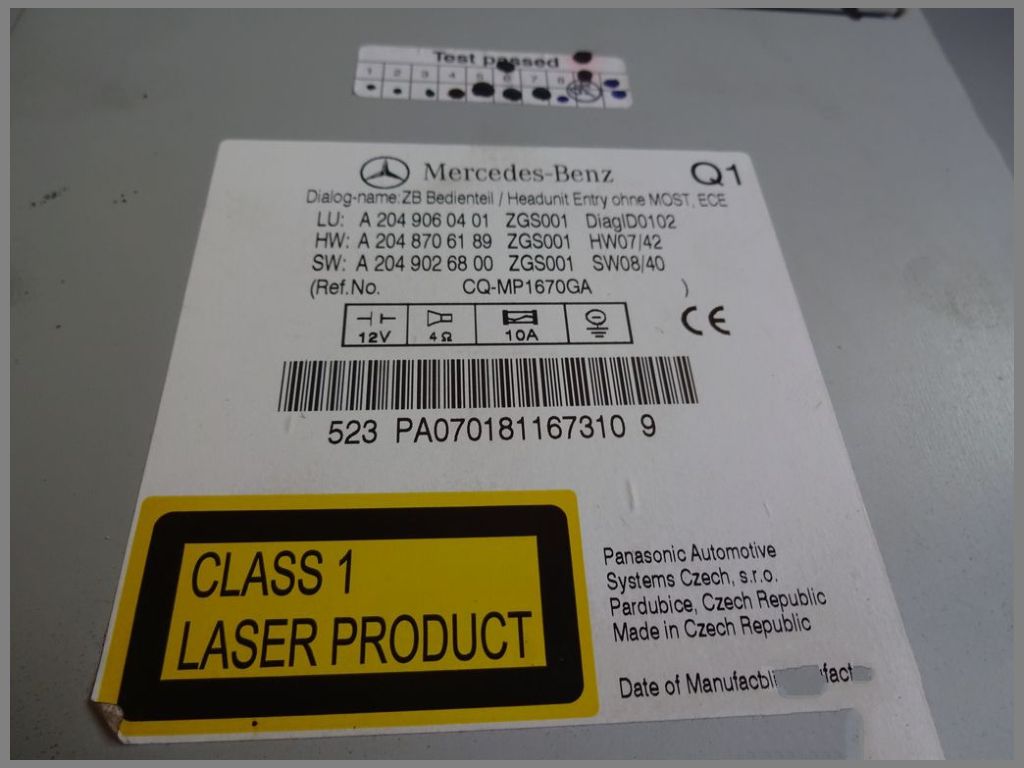 Test passed
1 2 3 4 5 6 7 8
Mercedes-Benz Q1
Dialog-name: ZB Bedienteil / Headunit Entry ohne MOST, ECE
LU: A 204 906 04 01 ZGS001 DiagID0102
HW: A 204 870 61 89 ZGS001 HW07/42
SW: A 204 902 68 00 ZGS001 SW08/40
(Ref.No. CQ-MP1670GA )
12V 4Ω 10A
CE
523 PA070181167310 9
CLASS 1
LASER PRODUCT
Panasonic Automotive
Systems Czech, s.r.o.
Pardubice, Czech Republic
Made in Czech Republic
Date of